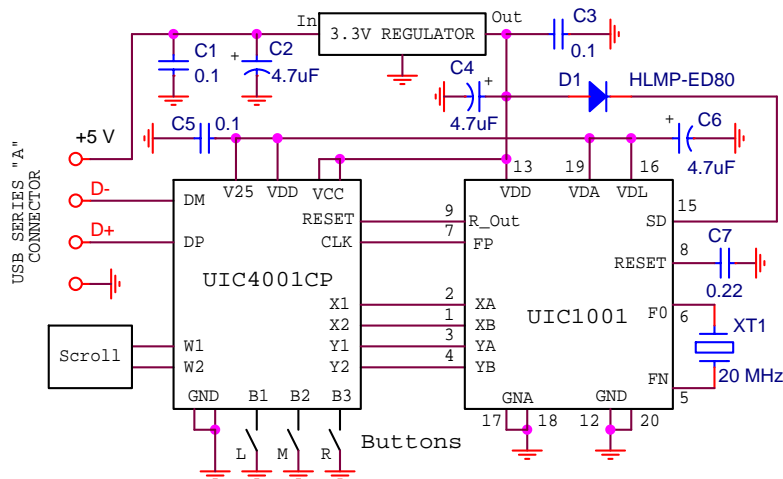 In
3.3V REGULATOR
Out
C1
0.1
+
C2
4.7uF
C3
0.1
C4
+
4.7uF
D1
HLMP-ED80
+5 V
C5
0.1
+
C6
4.7uF
USB SERIES "A"
CONNECTOR
D-
D+
V25
VDD
VCC
DM
DP
RESET
CLK
UIC4001CP
X1
X2
Y1
Y2
W1
W2
Scroll
GND
B1
B2
B3
L
M
R
Buttons
13
19
16
VDD
VDA
VDL
9
R_Out
7
FP
15
SD
8
RESET
C7
0.22
UIC1001
2
XA
1
XB
3
YA
4
YB
F0
6
XT1
20 MHz
FN
5
GNA
GND
17
18
12
20